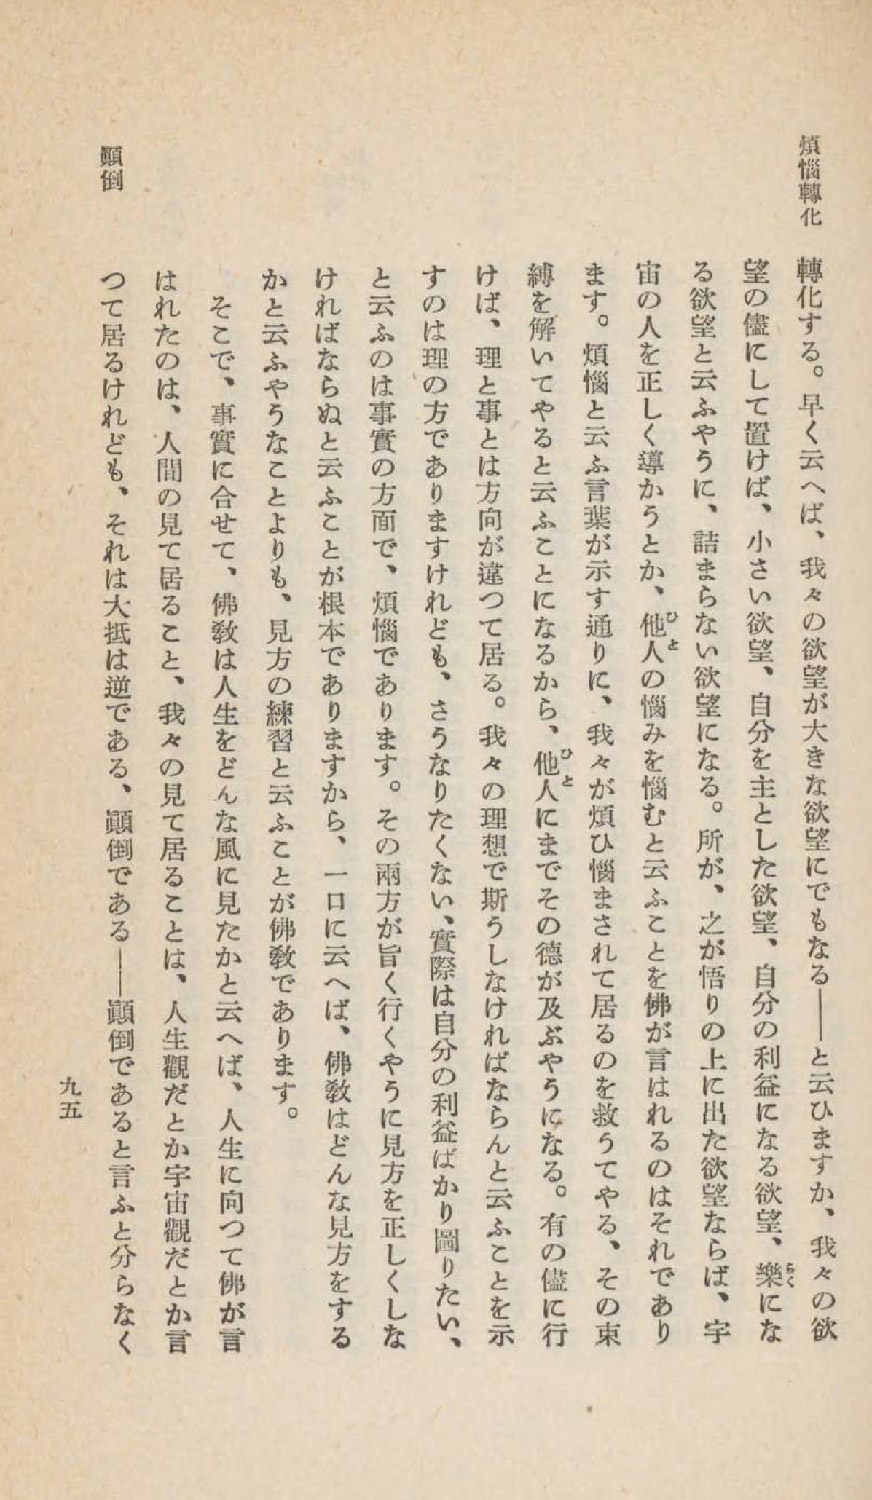 煩惱轉化
轉化する。早く云へば、我々の欲望が大きな欲望にでもなる――と云ひますか、我々の欲
望の儘にして置けば、小さい欲望、自分を主とした欲望、自分の利益になる欲望、樂にな
る欲望と云ふやうに、詰まらない欲望になる。所が、之が悟りの上に出た欲望ならば、宇
宙の人を正しく導かうとか、他人の惱みを惱むと云ふことを佛が言はれるのはそれであり
ます。煩惱と云ふ言葉が示す通りに、我々が煩ひ惱まされて居るのを救うてやる、その束
縛を解いてやると云ふことになるから、他人にまでその德が及ぶやうになる。有の儘に行
けば、理と事とは方向が違つて居る。我々の理想で斯うしなければならんと云ふことを示
すのは理の方でありますけれども、さうなりたくない、實際は自分の利益ばかり圖りたい、
と云ふのは事實の方面で、煩惱であります。その兩方が旨く行くやうに見方を正しくしな
ければならぬと云ふことが根本でありますから、一口に云へば、佛敎はどんな見方をする
かと云ふやうなことよりも、見方の練習と云ふことが佛敎であります。
そこで、事實に合せて、佛敎は人生をどんな風に見たかと云へば、人生に向つて佛が言
はれたのは、人間の見て居ること、我々の見て居ることは、人生觀だとか宇宙觀だとか言
顚倒
つて居るけれども、それは大抵は逆である、顚倒である――顚倒であると言ふと分らなく
九五